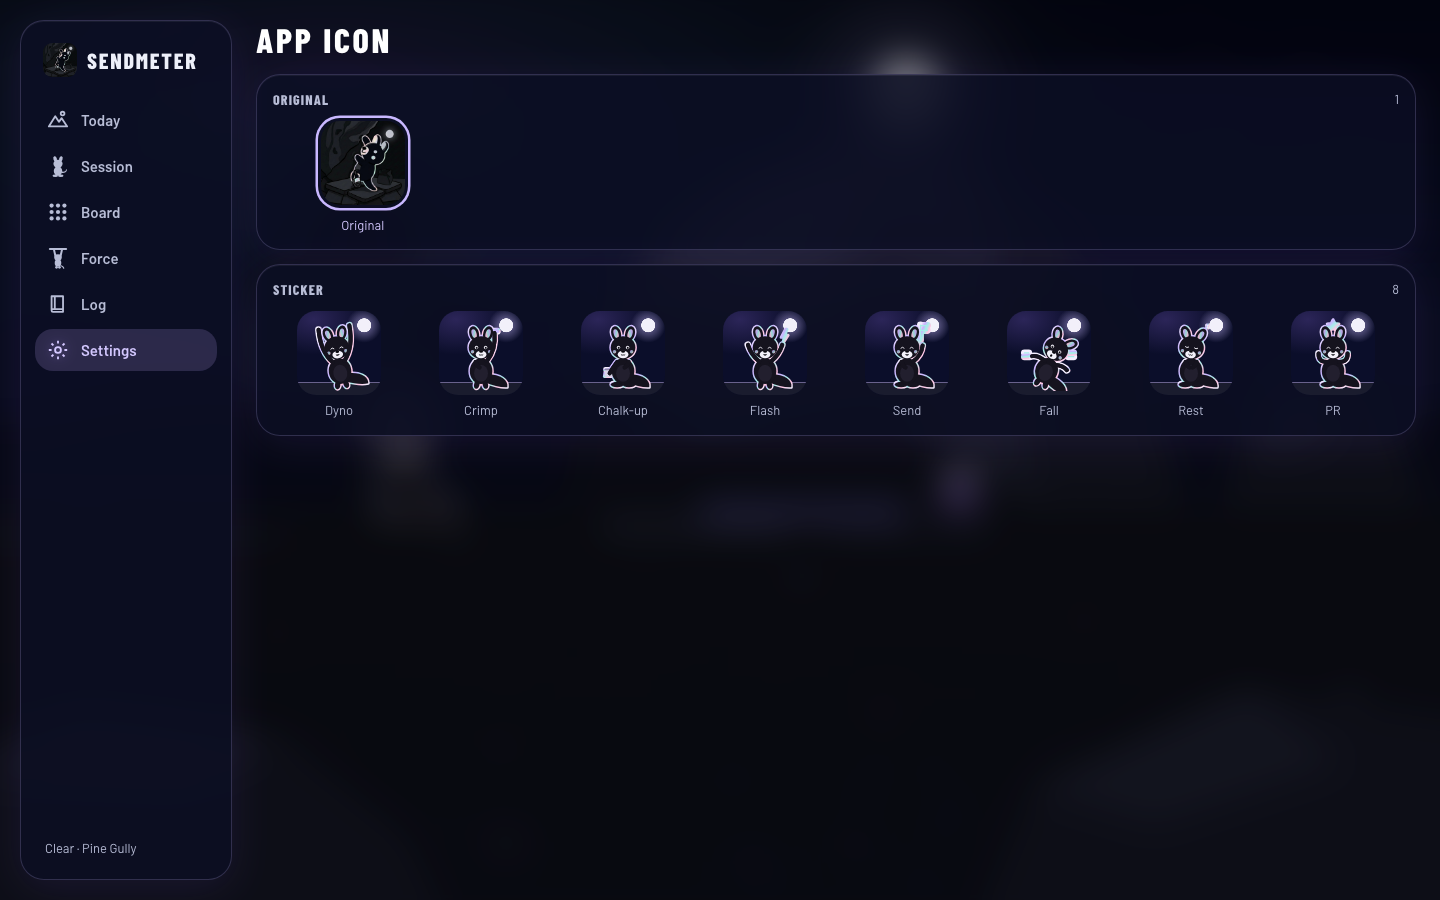 SENDMETER
Today
Session
Board
Force
Log
Settings
Clear · Pine Gully
APP ICON
ORIGINAL
1
Original
STICKER
8
Dyno
Crimp
Chalk-up
Flash
Send
Fall
Rest
PR